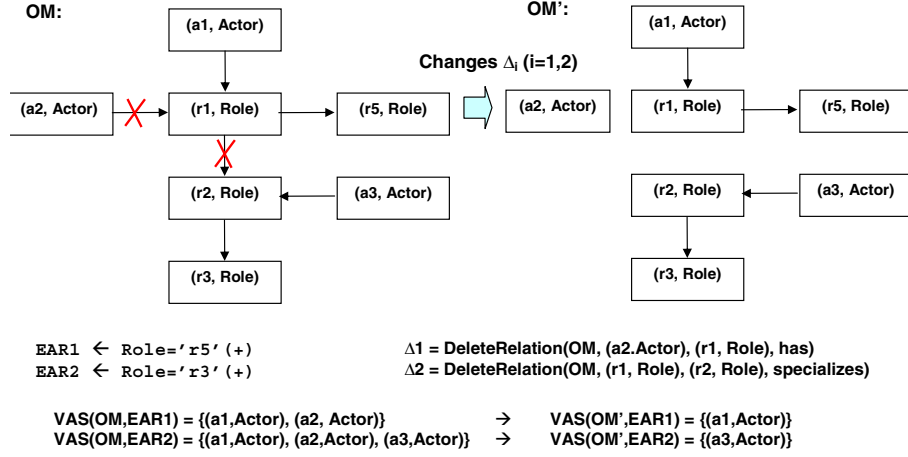 OM:
OM’:
(a1, Actor)
(a1, Actor)
Changes Δi (i=1,2)
(a2, Actor)
(r1, Role)
(r5, Role)
(a2, Actor)
(r1, Role)
(r5, Role)
(r2, Role)
(a3, Actor)
(r2, Role)
(a3, Actor)
(r3, Role)
(r3, Role)
EAR1 ← Role='r5'(+)
EAR2 ← Role='r3'(+)
Δ1 = DeleteRelation(OM, (a2.Actor), (r1, Role), has)
Δ2 = DeleteRelation(OM, (r1, Role), (r2, Role), specializes)
VAS(OM,EAR1) = {(a1,Actor), (a2, Actor)} → VAS(OM’,EAR1) = {(a1,Actor)}
VAS(OM,EAR2) = {(a1,Actor), (a2,Actor), (a3,Actor)} → VAS(OM’,EAR2) = {(a3,Actor)}